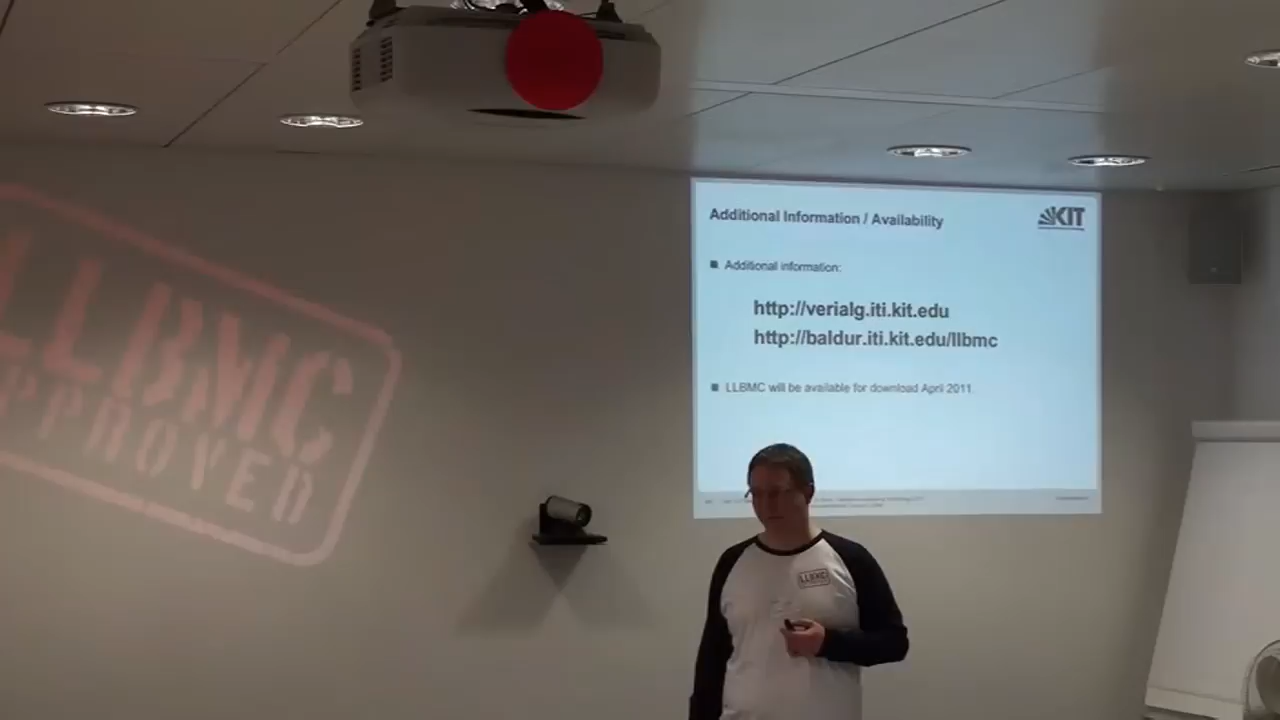 LLBMC
APPROVED
Additional Information / Availability
KIT
Additional information:
http://verialg.iti.kit.edu
http://baldur.iti.kit.edu/llbmc
LLBMC will be available for download April 2011.
LLBMC